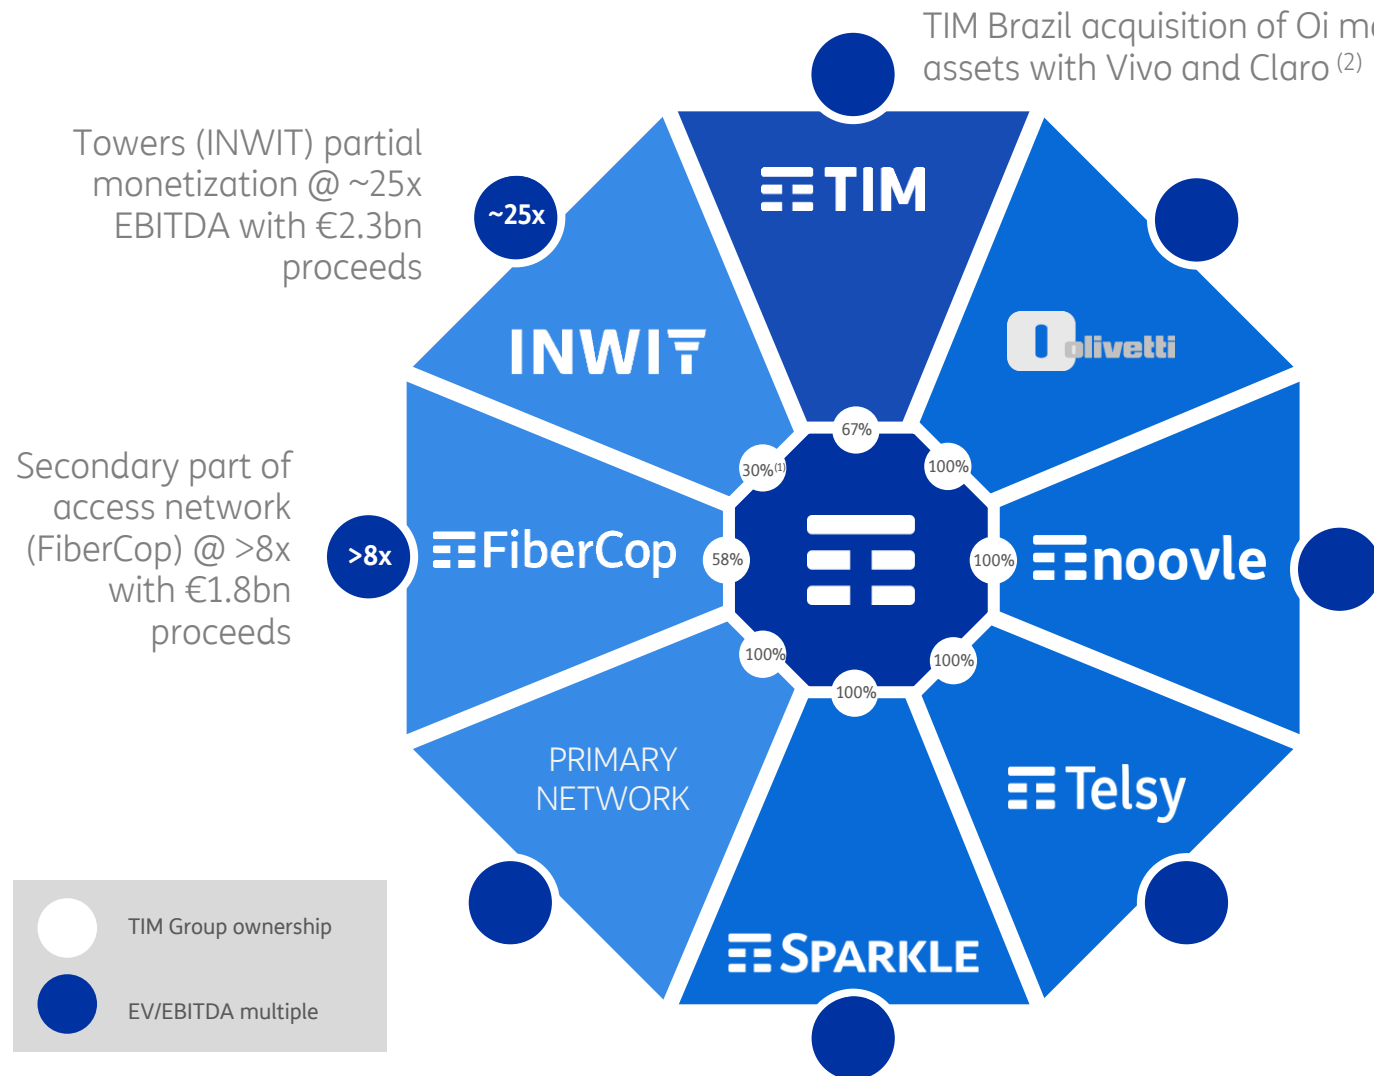 TIM Brazil acquisition of Oi
assets with Vivo and Claro (2)
Towers (INWIT) partial
monetization @ ~25x
EBITDA with €2.3bn
proceeds
~25x
TIM
INWIT
olivetti
67%
30%(1)
100%
Secondary part of
access network
(FiberCop) @ >8x
with €1.8bn
proceeds
>8x
FiberCop
58%
100%
noovle
100%
100%
100%
PRIMARY
NETWORK
Telsy
SPARKLE
TIM Group ownership
EV/EBITDA multiple